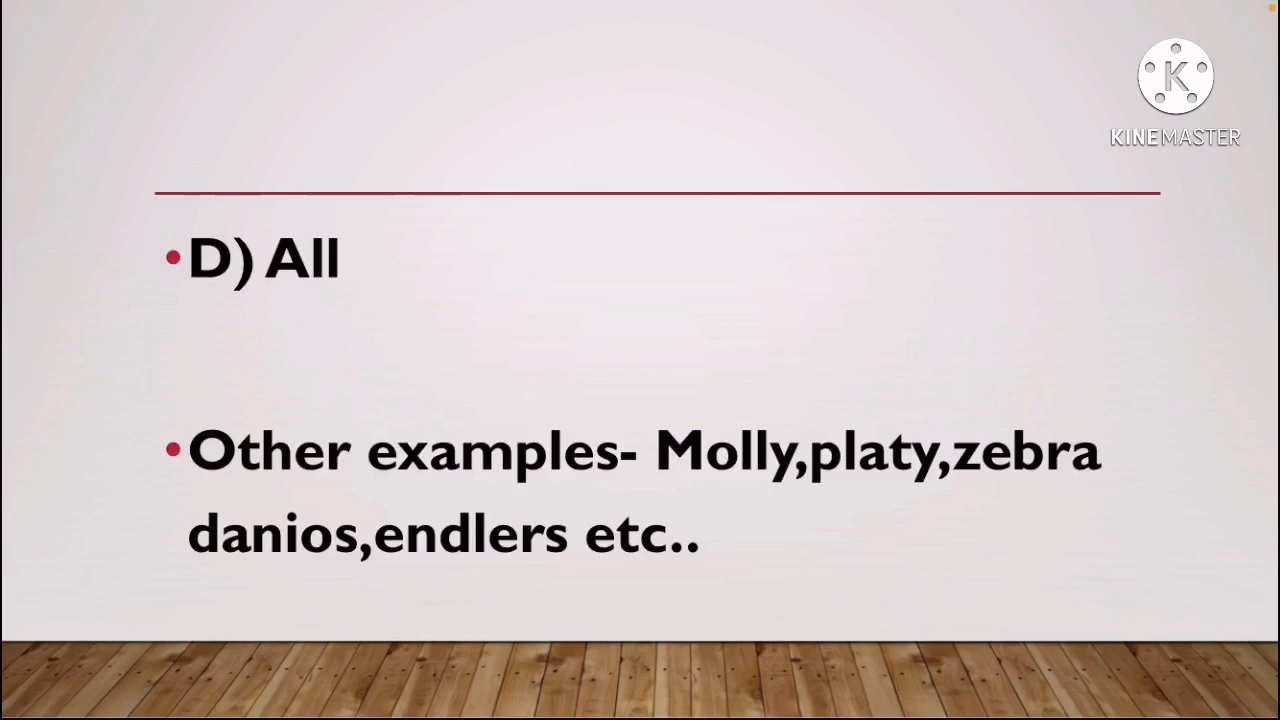 K
KINEMASTER
•D) All
•Other examples- Molly,platy,zebra
danios,endlers etc..